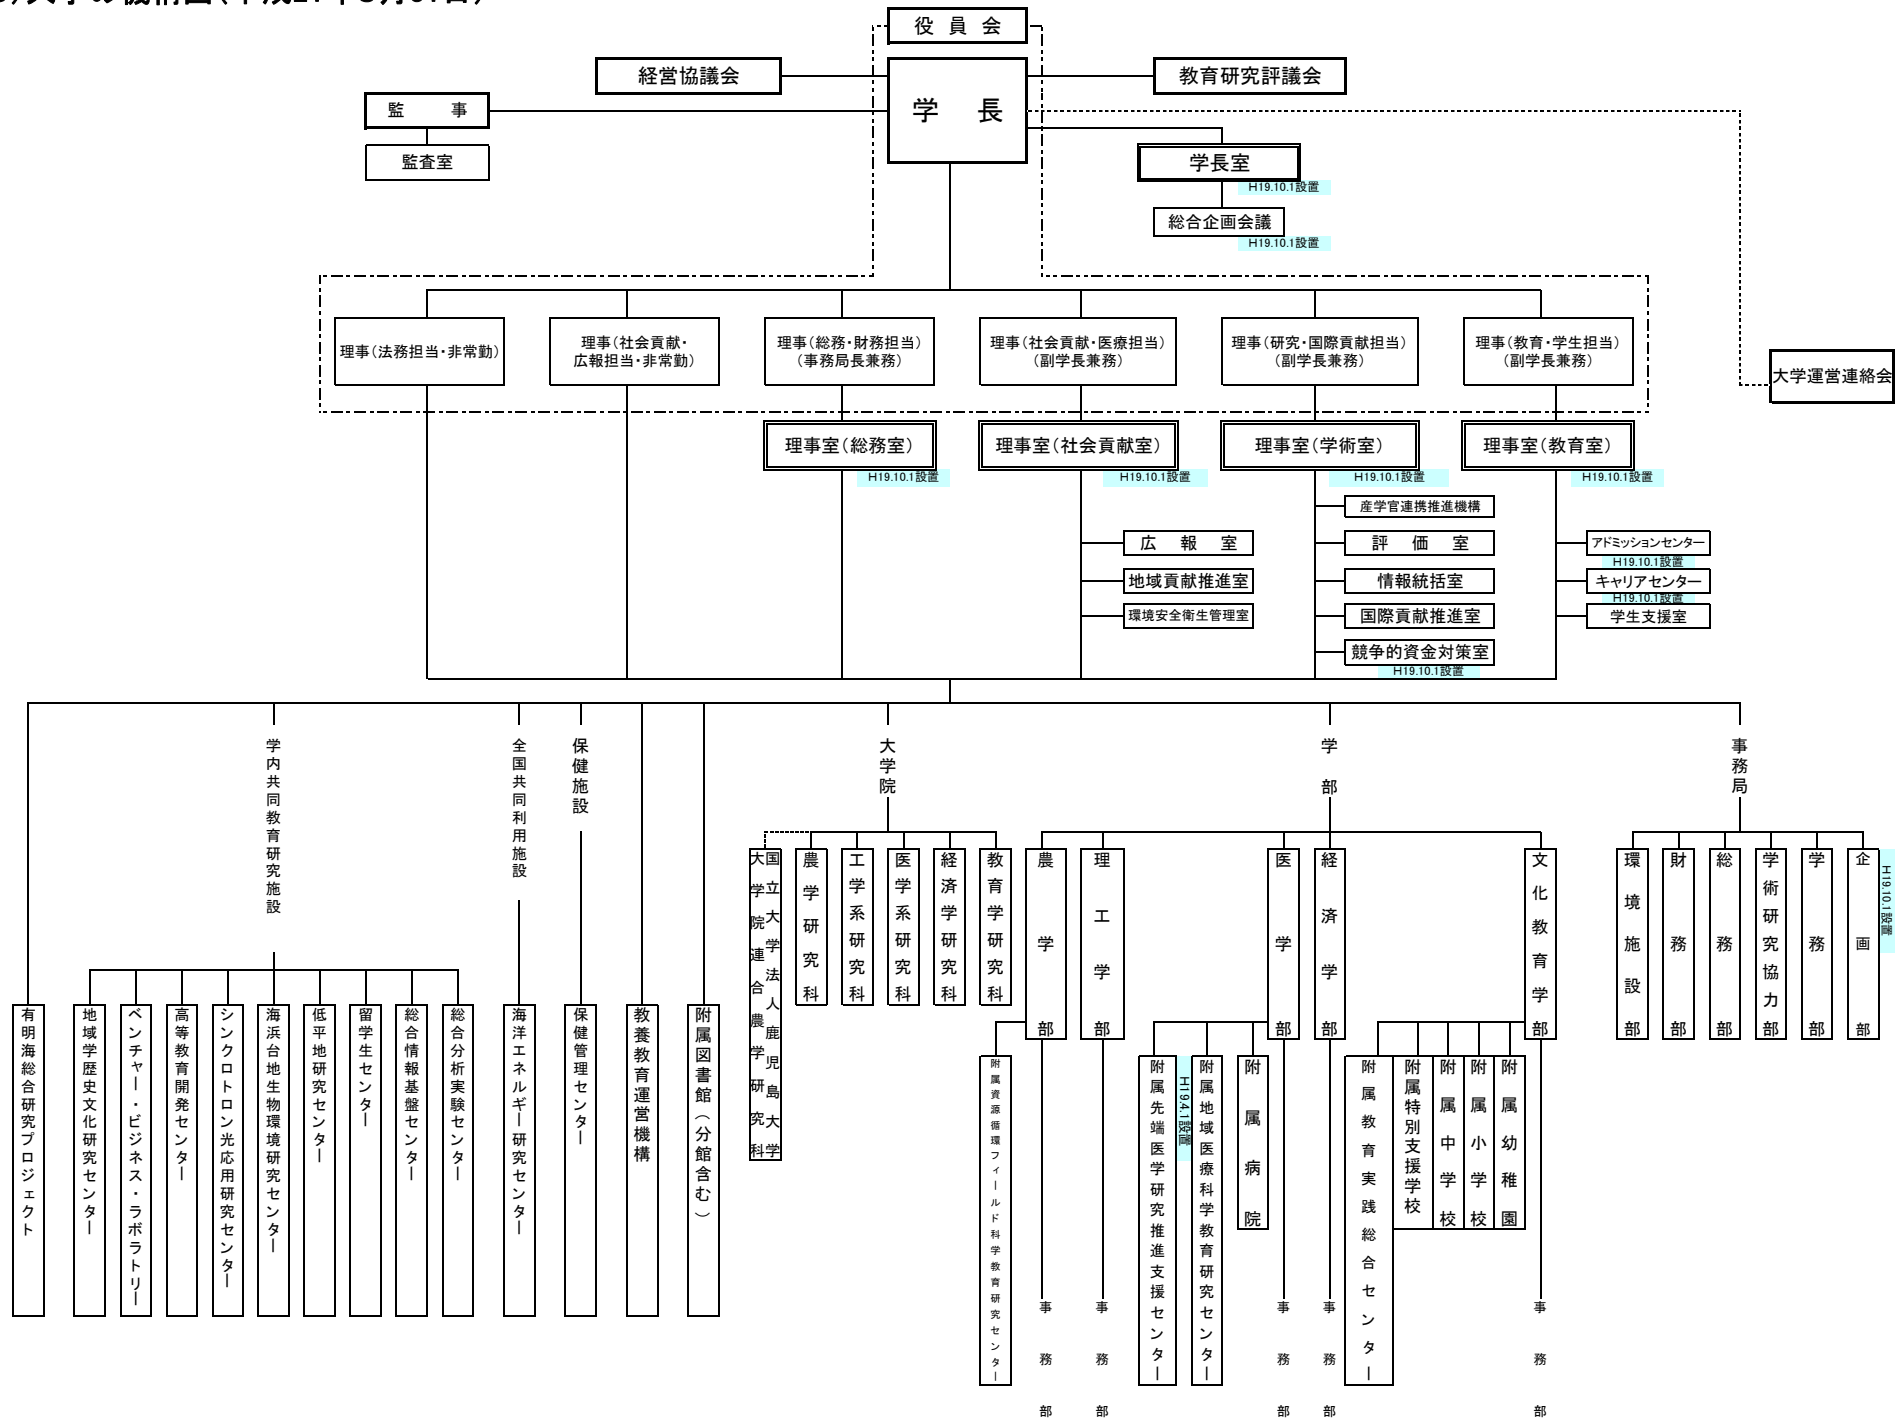 大学の機構図(平成21年3月31日)
役員会
経営協議会
教育研究評議会
学長
監事
監査室
学長室
H19.10.1設置
総合企画会議
H19.10.1設置
理事(法務担当・非常勤)
理事(社会貢献・
広報担当・非常勤)
理事(総務・財務担当)
(事務局長兼務)
理事(社会貢献・医療担当)
(副学長兼務)
理事(研究・国際貢献担当)
(副学長兼務)
理事(教育・学生担当)
(副学長兼務)
大学運営連絡会
理事室(総務室)
H19.10.1設置
理事室(社会貢献室)
H19.10.1設置
理事室(学術室)
H19.10.1設置
理事室(教育室)
H19.10.1設置
広報室
地域貢献推進室
環境安全衛生管理室
産学官連携推進機構
評価室
情報統括室
国際貢献推進室
競争的資金対策室
H19.10.1設置
アドミッションセンター
H19.10.1設置
キャリアセンター
H19.10.1設置
学生支援室
学内共同教育研究施設
全国共同利用施設
保健施設
大学院
学部
事務局
有明海総合研究プロジェクト
地域学歴史文化研究センター
ベンチャー・ビジネス・ラボラトリー
高等教育開発センター
シンクロトロン光応用研究センター
海浜台地生物環境研究センター
低平地研究センター
留学生センター
総合情報基盤センター
総合分析実験センター
海洋エネルギー研究センター
保健管理センター
教養教育運営機構
附属図書館(分館含む)
国立大学法人鹿児島大学
大学院連合農学研究科
農学研究科
工学系研究科
医学系研究科
経済学研究科
教育学研究科
農学部
附属資源循環フィールド科学教育研究センター
事務部
理工学部
事務部
医学部
附属先端医学研究推進支援センター
H19.4.1設置
附属地域医療科学教育研究センター
附属病院
事務部
経済学部
事務部
文化教育学部
附属教育実践総合センター
附属特別支援学校
附属中学校
附属小学校
附属幼稚園
事務部
環境施設部
財務部
総務部
学術研究協力部
学務部
企画部
H19.10.1設置